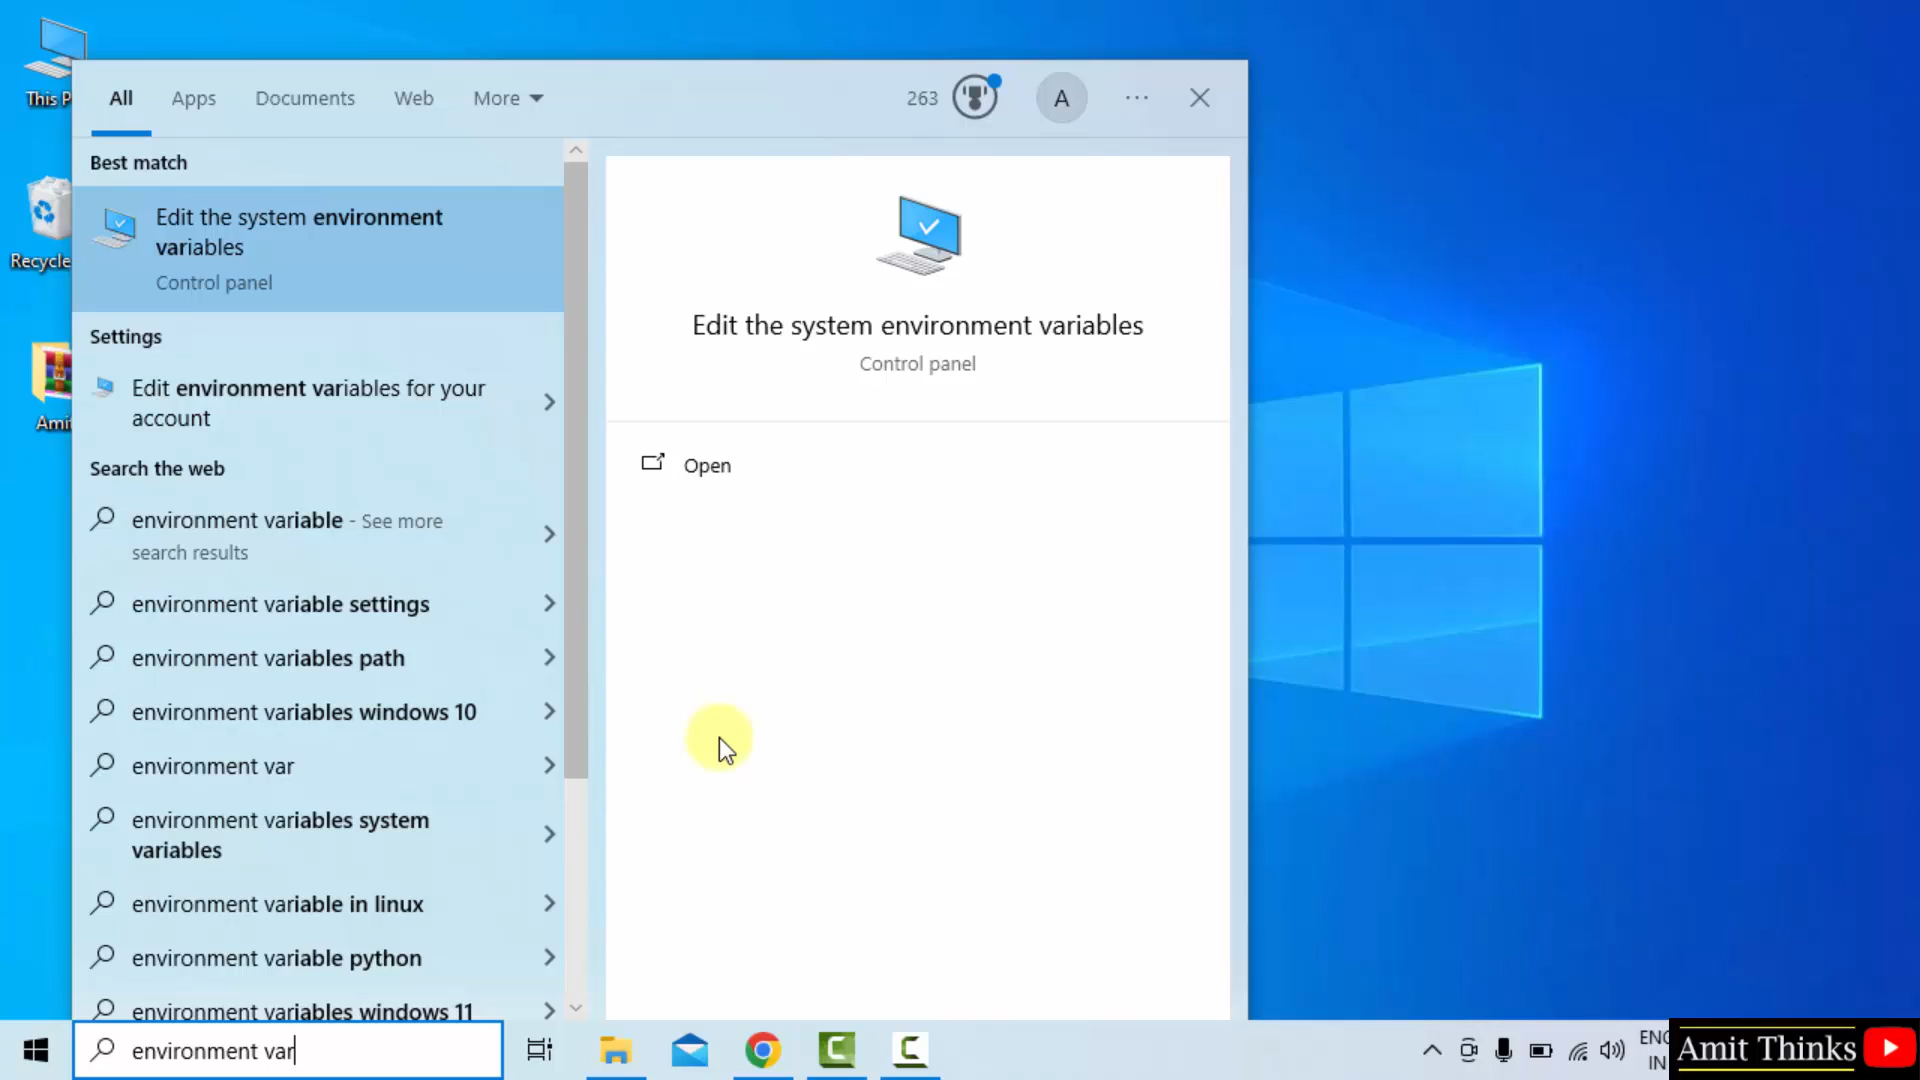 This P
Recycle
Ami
All
Apps
Documents
Web
More
263
A
Best match
Edit the system environment
variables
Control panel
Settings
Edit environment variables for your
account
Search the web
environment variable - See more
search results
environment variable settings
environment variables path
environment variables windows 10
environment var
environment variables system
variables
environment variable in linux
environment variable python
environment variables windows 11
Edit the system environment variables
Control panel
Open
environment var
ENG
IN
Amit Thinks